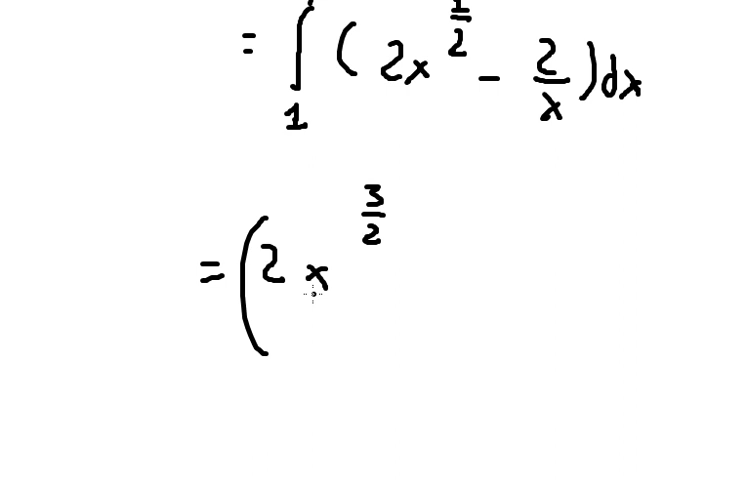 = ∫₁ (2x^(1/2) - 2/x)dx
= (2x^(3/2)